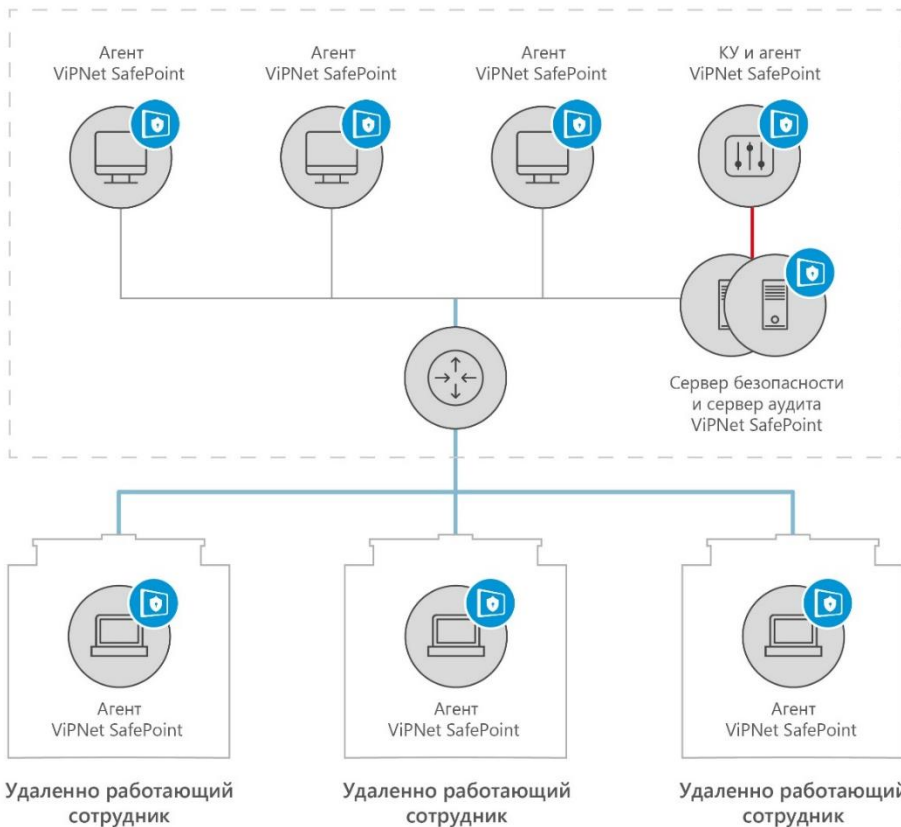 Агент
ViPNet SafePoint
Агент
ViPNet SafePoint
Агент
ViPNet SafePoint
КУ и агент
ViPNet SafePoint
Сервер безопасности
и сервер аудита
ViPNet SafePoint
Агент
ViPNet SafePoint
Агент
ViPNet SafePoint
Агент
ViPNet SafePoint
Удаленно работающий
сотрудник
Удаленно работающий
сотрудник
Удаленно работающий
сотрудник